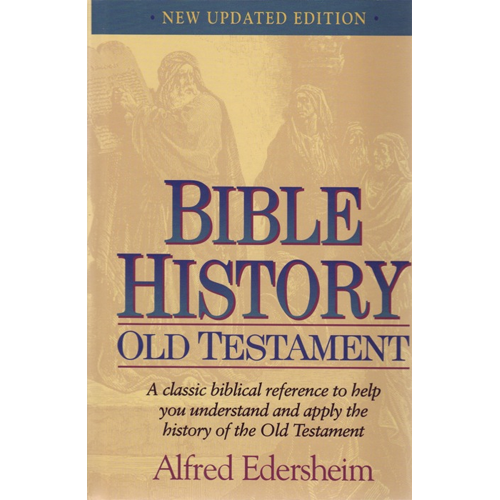 · NEW UPDATED EDITION ·
BIBLE
HISTORY
OLD TESTAMENT
A classic biblical reference to help
you understand and apply the
history of the Old Testament
Alfred Edersheim